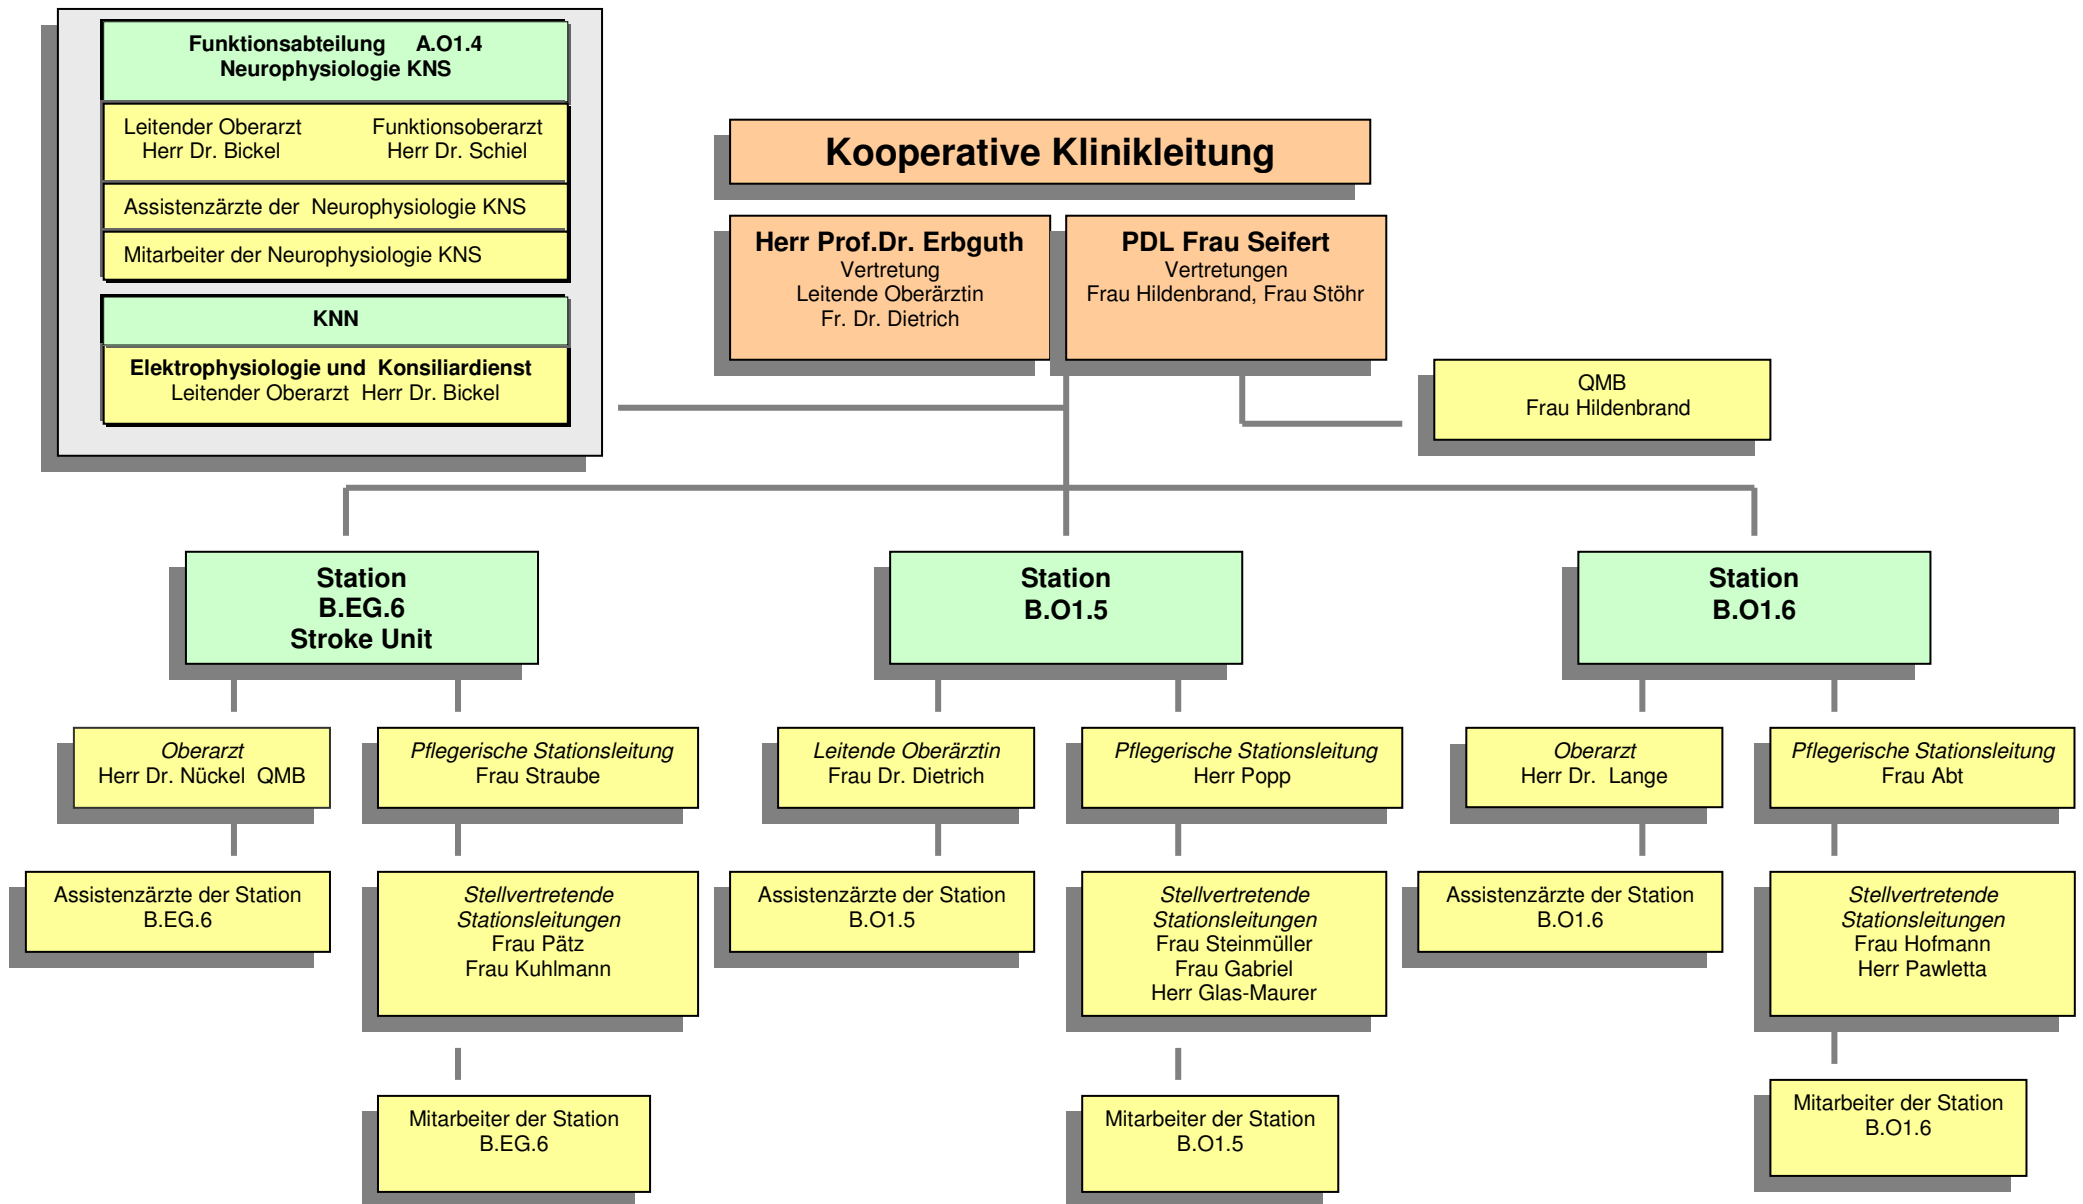 Funktionsabteilung A.O1.4
Neurophysiologie KNS
Leitender Oberarzt Funktionsoberarzt
Herr Dr. Bickel Herr Dr. Schiel
Assistenzärzte der Neurophysiologie KNS
Mitarbeiter der Neurophysiologie KNS
KNN
Elektrophysiologie und Konsiliardienst
Leitender Oberarzt Herr Dr. Bickel
Kooperative Klinikleitung
Herr Prof.Dr. Erbguth
Vertretung
Leitende Oberärztin
Fr. Dr. Dietrich
PDL Frau Seifert
Vertretungen
Frau Hildenbrand, Frau Stöhr
QMB
Frau Hildenbrand
Station
B.EG.6
Stroke Unit
Station
B.O1.5
Station
B.O1.6
Oberarzt
Herr Dr. Nückel QMB
Pflegerische Stationsleitung
Frau Straube
Leitende Oberärztin
Frau Dr. Dietrich
Pflegerische Stationsleitung
Herr Popp
Oberarzt
Herr Dr. Lange
Pflegerische Stationsleitung
Frau Abt
Assistenzärzte der Station
B.EG.6
Stellvertretende
Stationsleitungen
Frau Pätz
Frau Kuhlmann
Assistenzärzte der Station
B.O1.5
Stellvertretende
Stationsleitungen
Frau Steinmüller
Frau Gabriel
Herr Glas-Maurer
Assistenzärzte der Station
B.O1.6
Stellvertretende
Stationsleitungen
Frau Hofmann
Herr Pawletta
Mitarbeiter der Station
B.EG.6
Mitarbeiter der Station
B.O1.5
Mitarbeiter der Station
B.O1.6